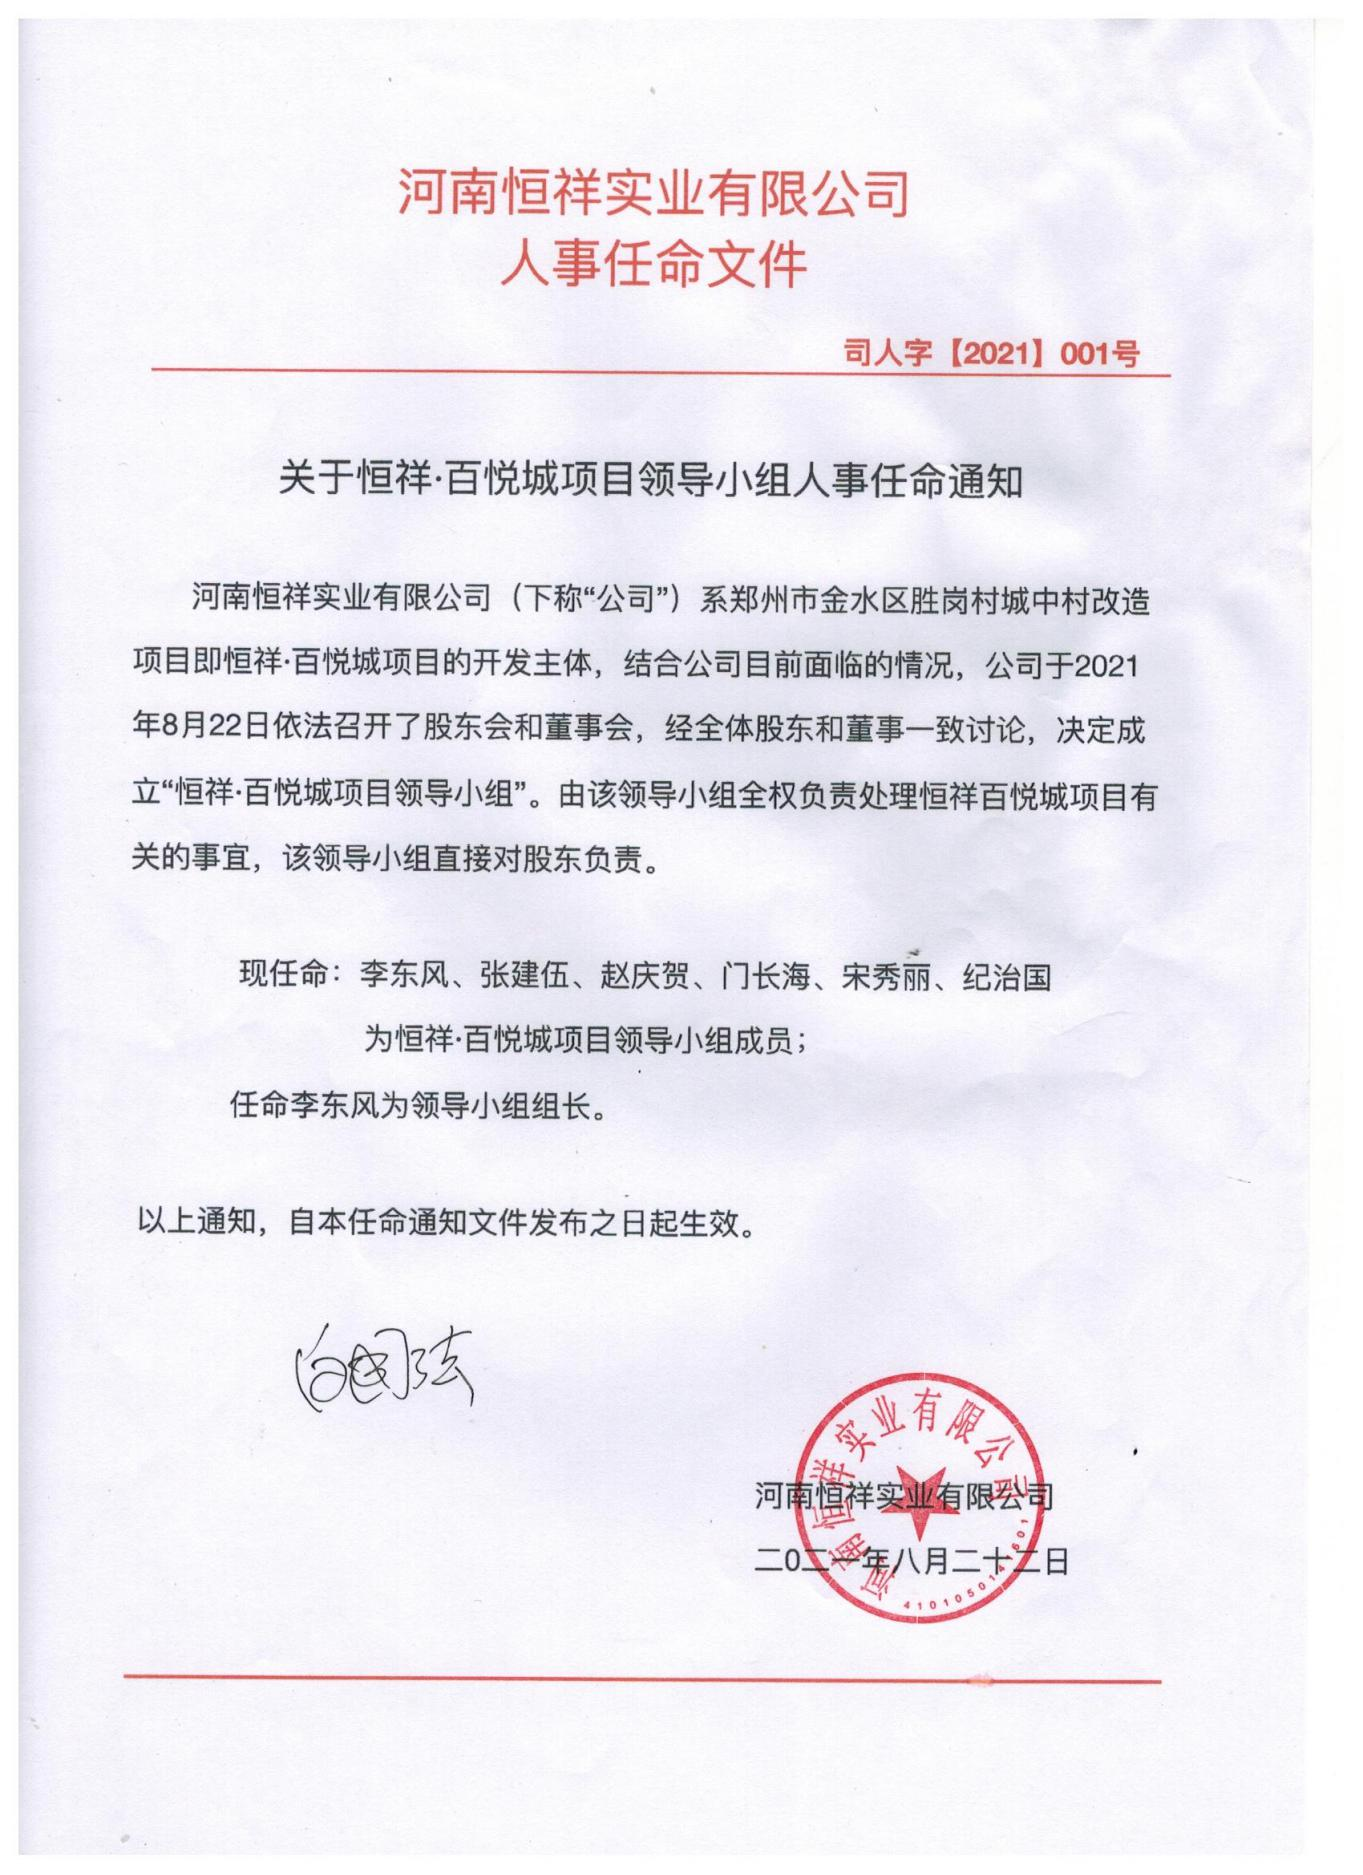 河南恒祥实业有限公司
人事任命文件
司人字【2021】001号
关于恒祥·百悦城项目领导小组人事任命通知
河南恒祥实业有限公司（下称“公司”）系郑州市金水区胜岗村城中村改造
项目即恒祥·百悦城项目的开发主体，结合公司目前面临的情况，公司于2021
年8月22日依法召开了股东会和董事会，经全体股东和董事一致讨论，决定成
立“恒祥·百悦城项目领导小组”。由该领导小组全权负责处理恒祥百悦城项目有
关的事宜，该领导小组直接对股东负责。
现任命：李东风、张建伍、赵庆贺、门长海、宋秀丽、纪治国
为恒祥·百悦城项目领导小组成员；
任命李东风为领导小组组长。
以上通知，自本任命通知文件发布之日起生效。
河南恒祥实业有限公司
二0二一年八月二十二日
河南恒祥实业有限公司